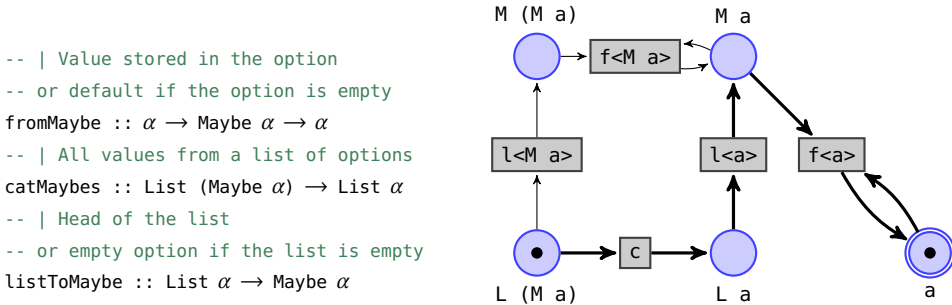 -- | Value stored in the option
-- or default if the option is empty
fromMaybe :: α → Maybe α → α
-- | All values from a list of options
catMaybes :: List (Maybe α) → List α
-- | Head of the list
-- or empty option if the list is empty
listToMaybe :: List α → Maybe α
M (M a)
M a
f<M a>
l<M a>
l<a>
f<a>
c
L (M a)
L a
a